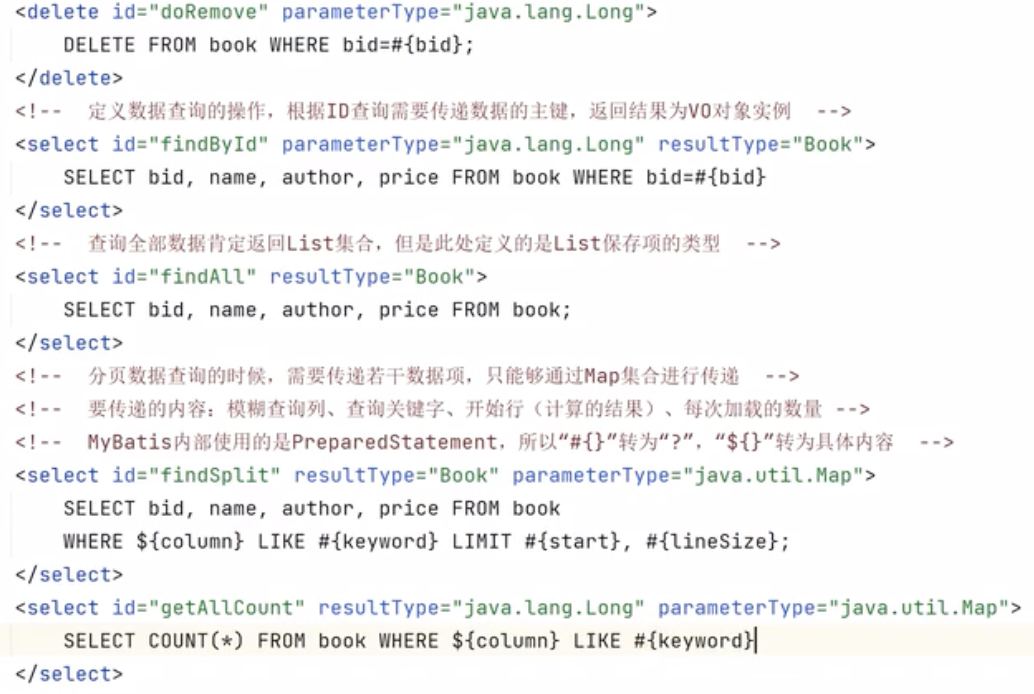 <delete id="doRemove" parameterType="java.lang.Long">
    DELETE FROM book WHERE bid=#{bid};
</delete>
<!--  定义数据查询的操作，根据ID查询需要传递数据的主键，返回结果为VO对象实例  -->
<select id="findById" parameterType="java.lang.Long" resultType="Book">
    SELECT bid, name, author, price FROM book WHERE bid=#{bid}
</select>
<!--  查询全部数据肯定返回List集合，但是此处定义的是List保存项的类型  -->
<select id="findAll" resultType="Book">
    SELECT bid, name, author, price FROM book;
</select>
<!--  分页数据查询的时候，需要传递若干数据项，只能够通过Map集合进行传递  -->
<!--  要传递的内容：模糊查询列、查询关键字、开始行（计算的结果）、每次加载的数量 -->
<!--  MyBatis内部使用的是PreparedStatement，所以“#{}”转为“?”，“${}”转为具体内容  -->
<select id="findSplit" resultType="Book" parameterType="java.util.Map">
    SELECT bid, name, author, price FROM book
    WHERE ${column} LIKE #{keyword} LIMIT #{start}, #{lineSize};
</select>
<select id="getAllCount" resultType="java.lang.Long" parameterType="java.util.Map">
    SELECT COUNT(*) FROM book WHERE ${column} LIKE #{keyword}
</select>